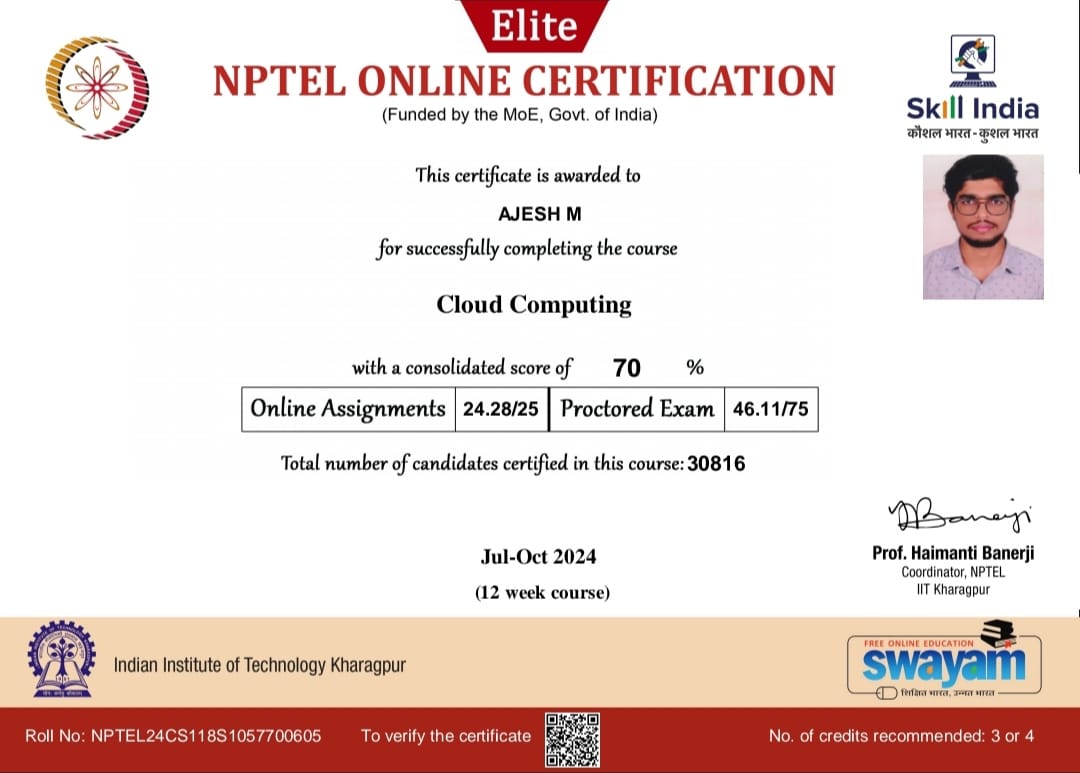 Elite
NPTEL ONLINE CERTIFICATION
(Funded by the MoE, Govt. of India)
Skill India
कौशल भारत - कुशल भारत
This certificate is awarded to
AJESH M
for successfully completing the course
Cloud Computing
with a consolidated score of 70 %
Online Assignments 24.28/25 Proctored Exam 46.11/75
Total number of candidates certified in this course: 30816
Jul-Oct 2024
(12 week course)
Prof. Haimanti Banerji
Coordinator, NPTEL
IIT Kharagpur
Indian Institute of Technology Kharagpur
FREE ONLINE EDUCATION
swayam
शिक्षित भारत, उन्नत भारत
Roll No: NPTEL24CS118S1057700605 To verify the certificate No. of credits recommended: 3 or 4